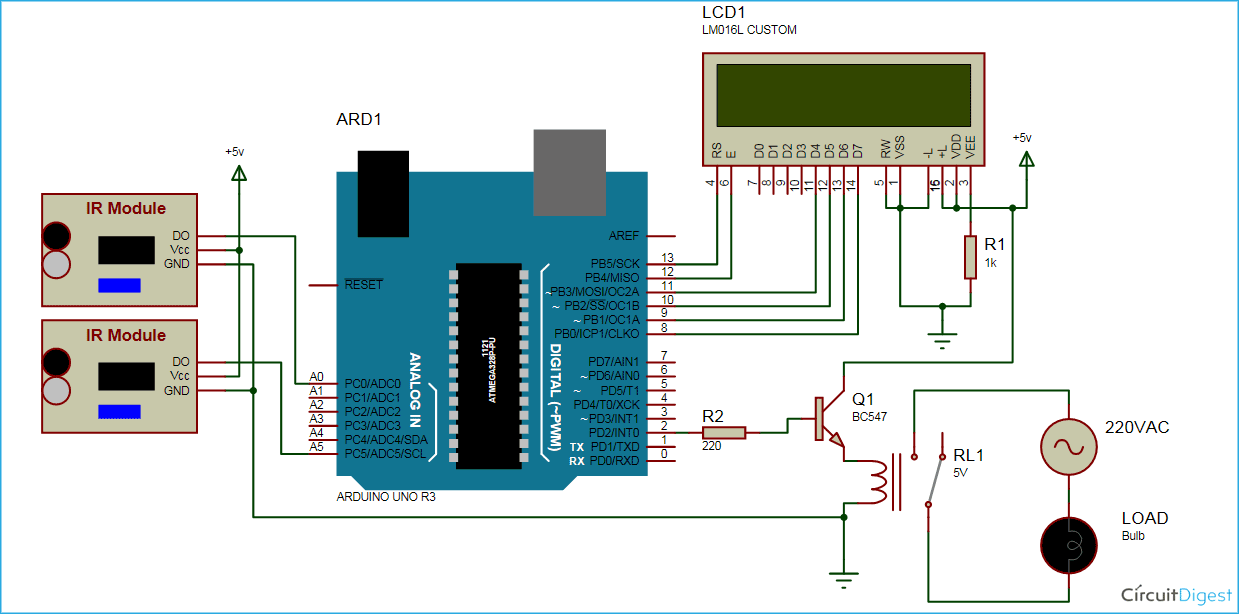 LCD1
LM016L CUSTOM
RS
E
D0
D1
D2
D3
D4
D5
D6
D7
RW
VSS
-L
+L
VDD
VEE
4
6
7
8
9
10
11
12
13
14
5
1
16
2
3
+5v
R1
1k
ARD1
+5v
IR Module
DO
Vcc
GND
IR Module
DO
Vcc
GND
RESET
AREF
PB5/SCK 13
PB4/MISO 12
~PB3/MOSI/OC2A 11
~ PB2/SS/OC1B 10
~ PB1/OC1A 9
PB0/ICP1/CLKO 8
1121
ATMEGA328P-PU
DIGITAL (~PWM)
ANALOG IN
PD7/AIN1 7
~ PD6/AIN0 6
~ PD5/T1 5
PD4/T0/XCK 4
~PD3/INT1 3
PD2/INT0 2
TX PD1/TXD 1
RX PD0/RXD 0
A0 PC0/ADC0
A1 PC1/ADC1
A2 PC2/ADC2
A3 PC3/ADC3
A4 PC4/ADC4/SDA
A5 PC5/ADC5/SCL
ARDUINO UNO R3
R2
220
Q1
BC547
RL1
5V
220VAC
LOAD
Bulb
CircuitDigest